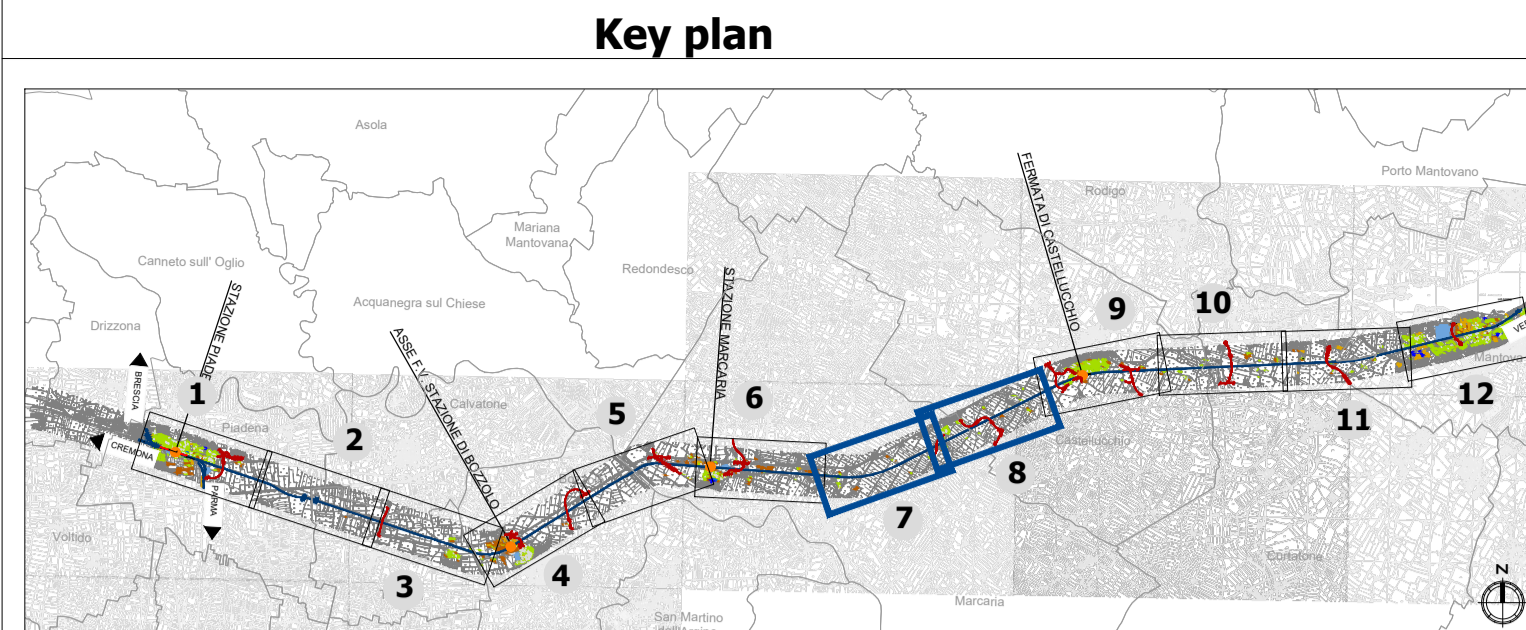 Key plan
Asola
Porto Mantovano
Rodigo
FERMATA DI CASTELLUCCHIO
Mariana
Mantovana
Canneto sull' Oglio
Redondesco
Acquanegra sul Chiese
STAZIONE PIADE
STAZIONE MARCARIA
Drizzona
ASSE F.V. STAZIONE DI BOZZOLO
BRESCIA
9
10
1
Calvatone
6
5
Mantova
12
11
Piadena
2
CREMONA
Castellucchio
8
PARMA
7
Voltido
Cortatone
3
4
N
Marcaria
San Martino